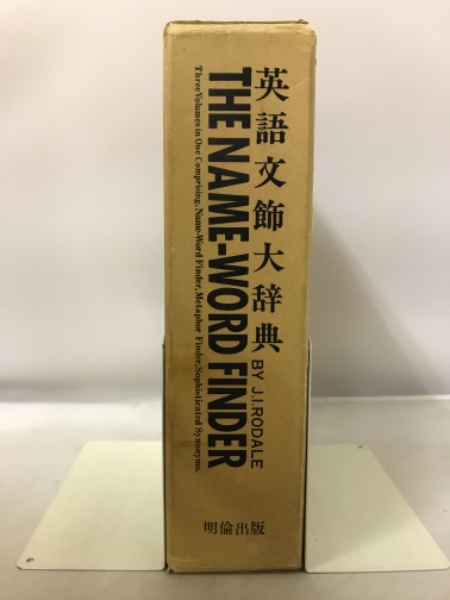 英語文飾大辞典
BY J.I.RODALE
THE NAME-WORD FINDER
Three Volumes in One Comprising, Name-Word Finder, Metaphor Finder, Sophisticated Synonyms.
明倫出版